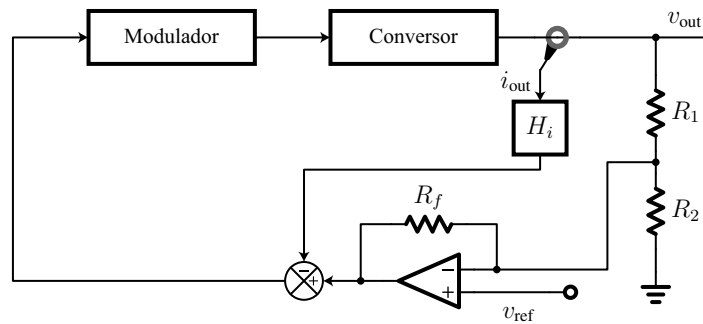 Modulador
Conversor
v_out
i_out
H_i
R_1
R_2
R_f
−
+
−
+
v_ref